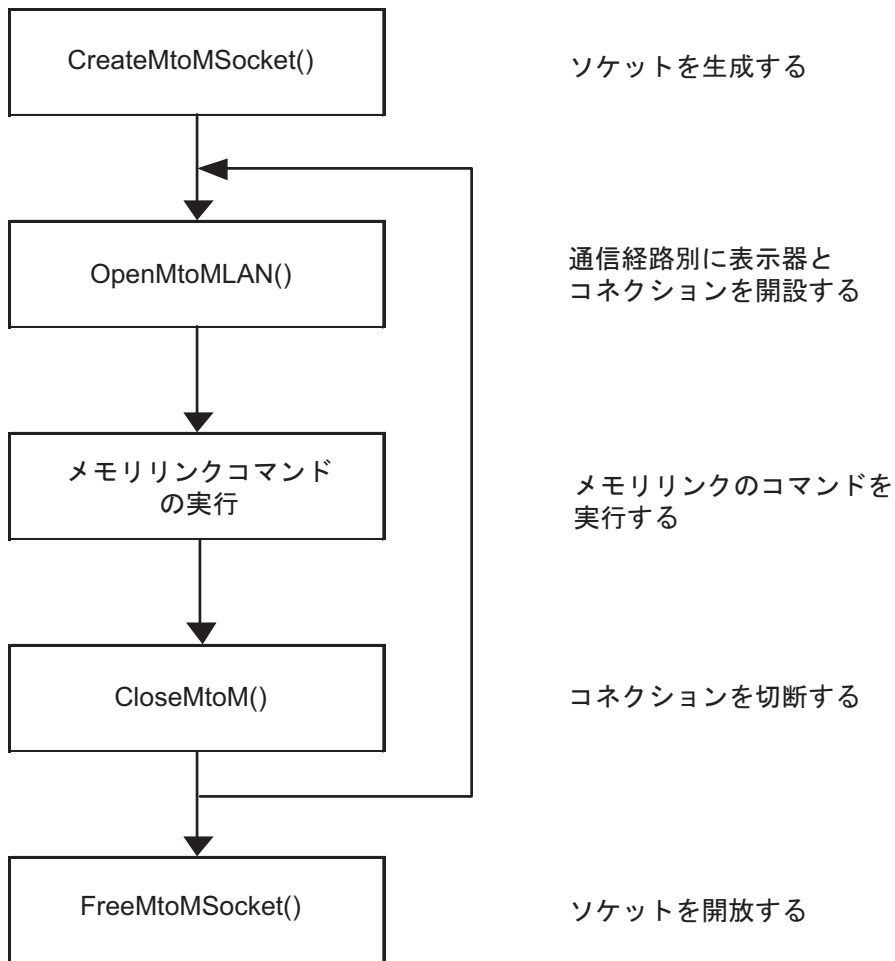 CreateMtoMSocket()
ソケットを生成する
OpenMtoMLAN()
通信経路別に表示器と
コネクションを開設する
メモリリンクコマンド
の実行
メモリリンクのコマンドを
実行する
CloseMtoM()
コネクションを切断する
FreeMtoMSocket()
ソケットを開放する